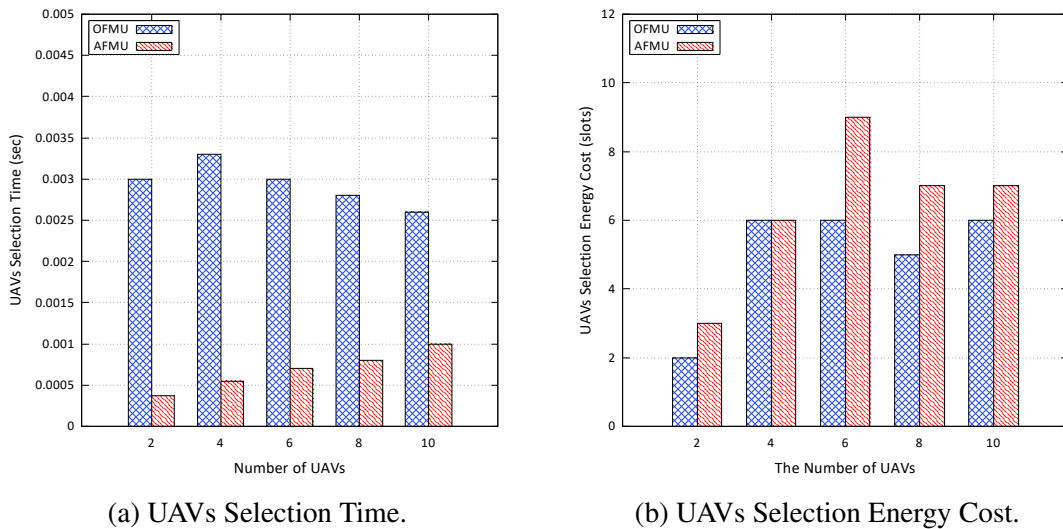 UAVs Selection Time (sec)
0.005
0.0045
0.004
0.0035
0.003
0.0025
0.002
0.0015
0.001
0.0005
0
OFMU
AFMU
2 4 6 8 10
Number of UAVs
(a) UAVs Selection Time.
UAVs Selection Energy Cost (slots)
12
10
8
6
4
2
0
OFMU
AFMU
2 4 6 8 10
The Number of UAVs
(b) UAVs Selection Energy Cost.